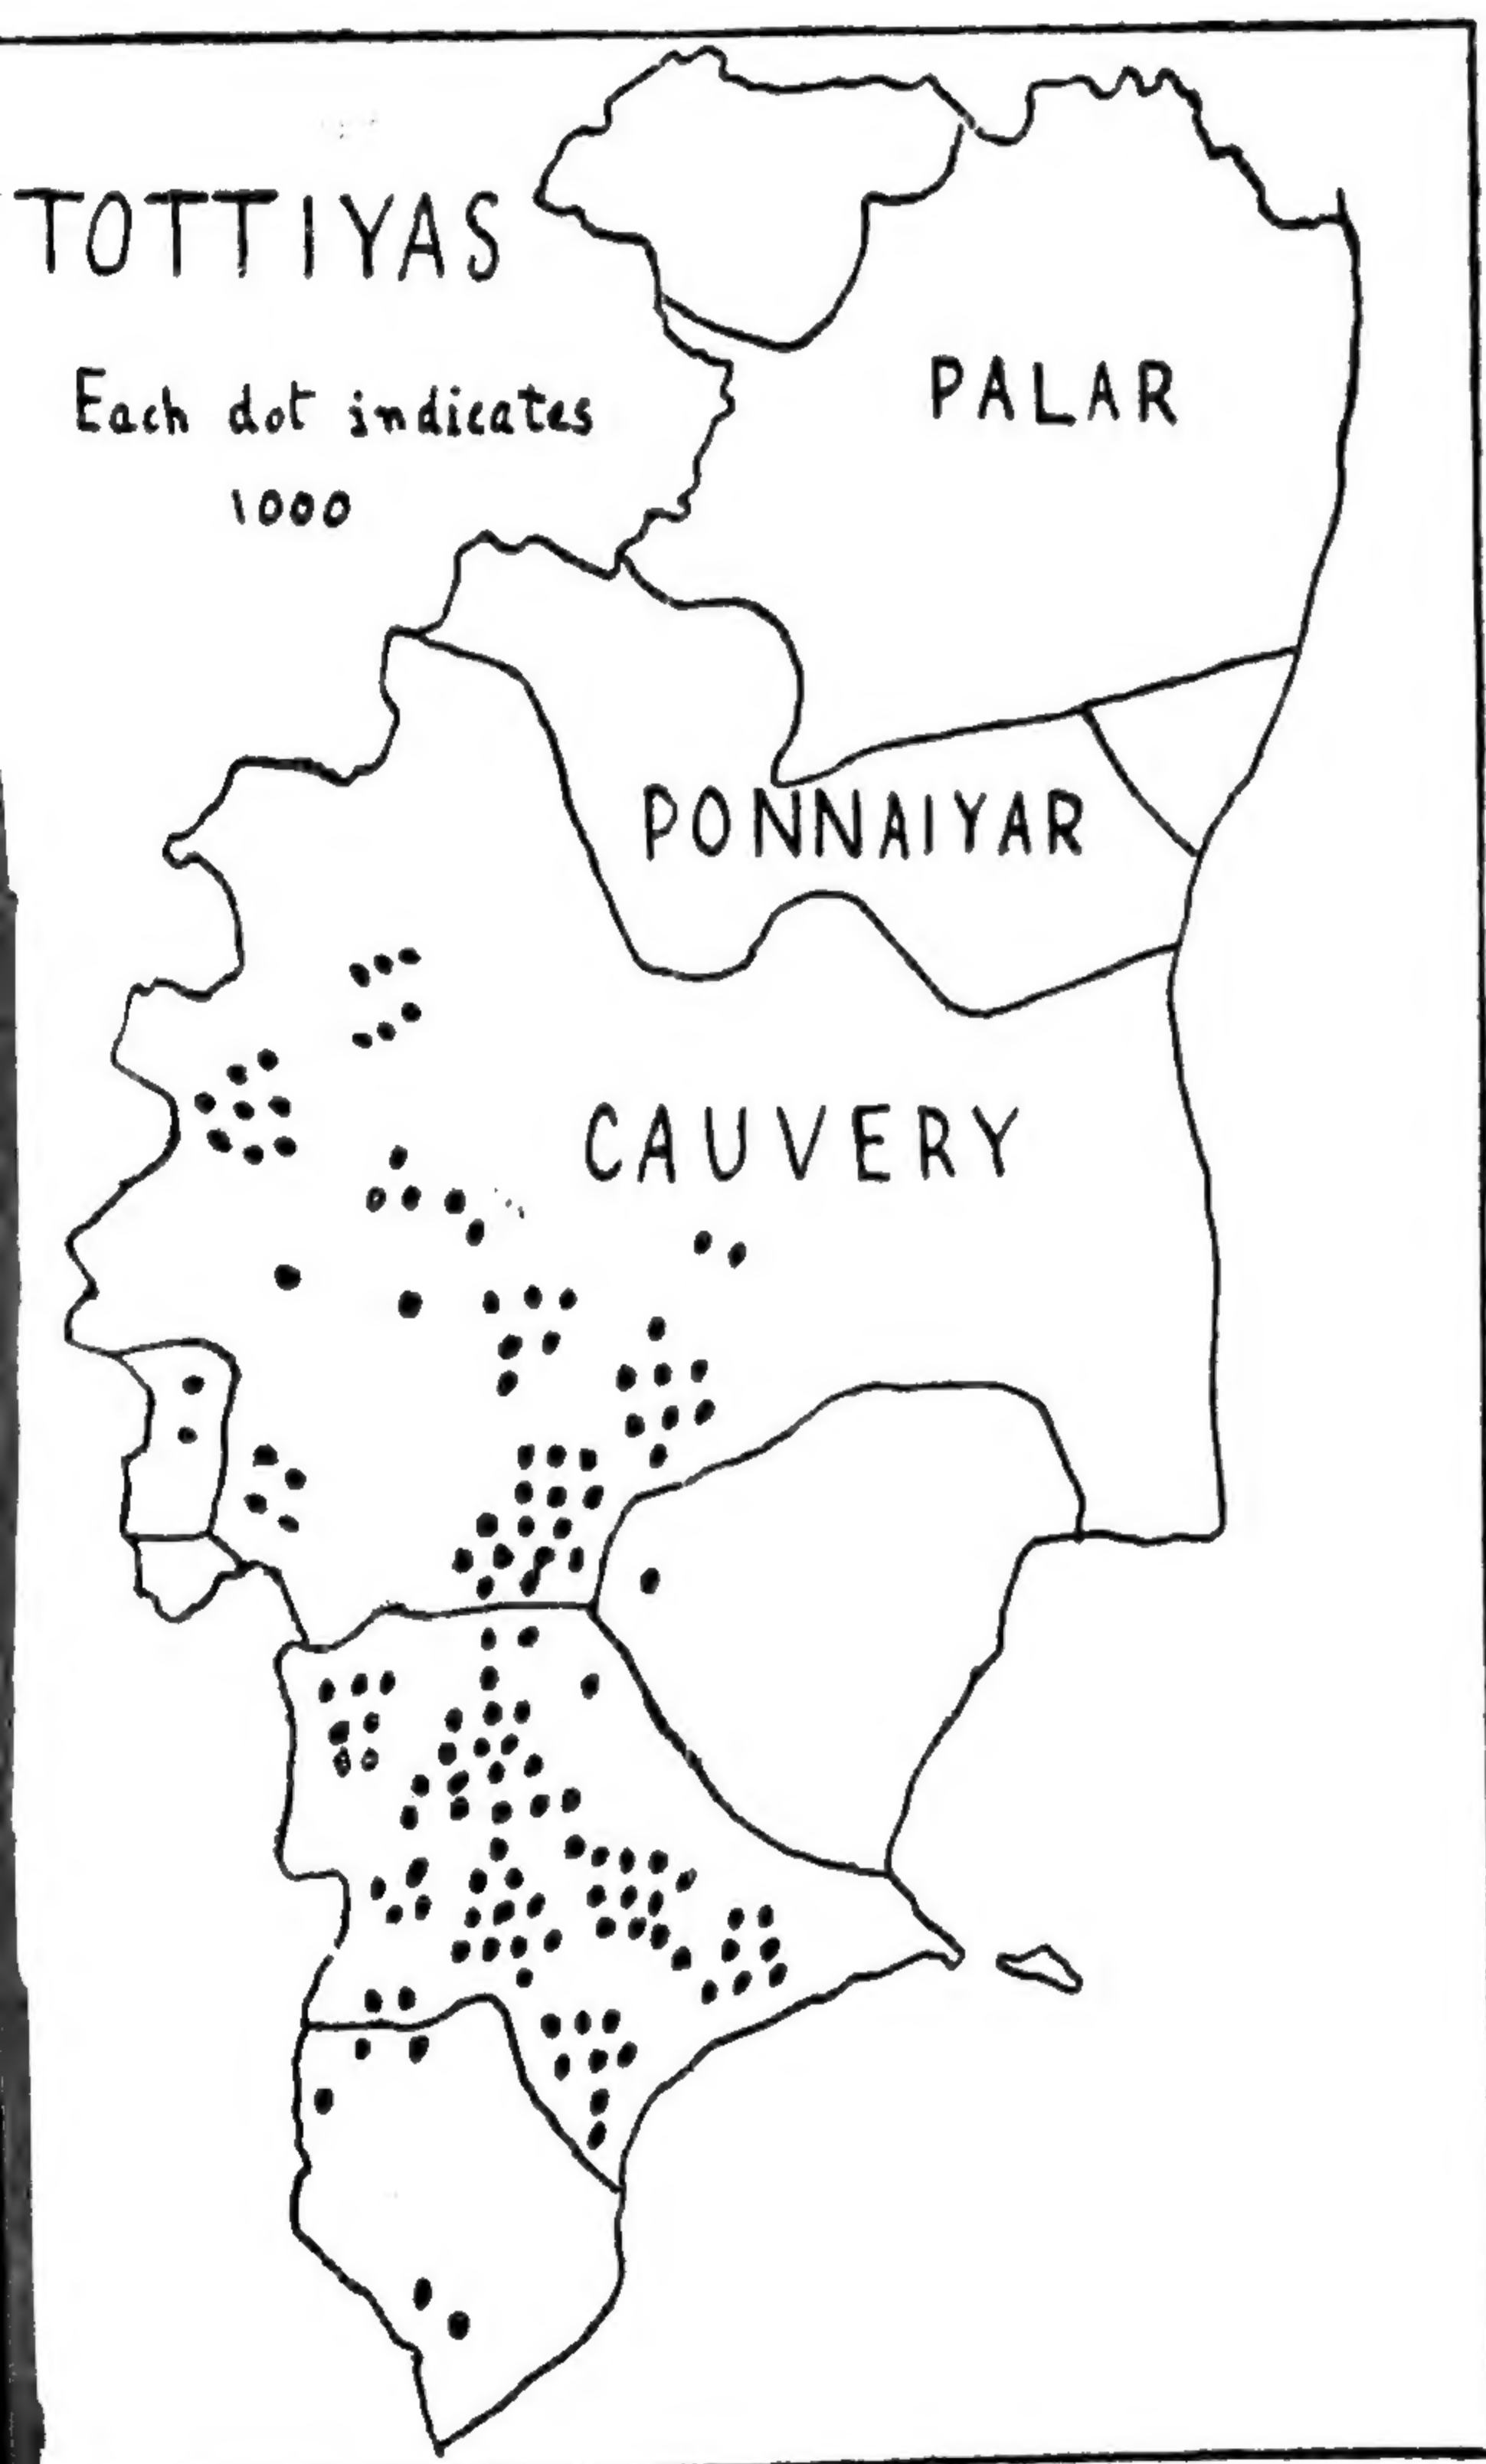 TOTTIYAS
Each dot indicates
1000
PALAR
PONNAIYAR
CAUVERY